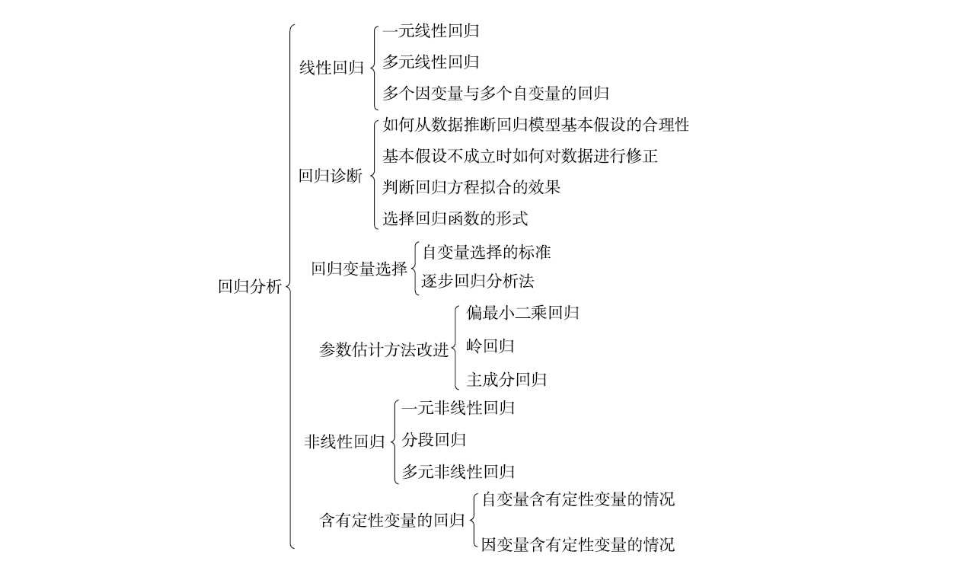 回归分析
线性回归
一元线性回归
多元线性回归
多个因变量与多个自变量的回归
回归诊断
如何从数据推断回归模型基本假设的合理性
基本假设不成立时如何对数据进行修正
判断回归方程拟合的效果
选择回归函数的形式
回归变量选择
自变量选择的标准
逐步回归分析法
参数估计方法改进
偏最小二乘回归
岭回归
主成分回归
非线性回归
一元非线性回归
分段回归
多元非线性回归
含有定性变量的回归
自变量含有定性变量的情况
因变量含有定性变量的情况